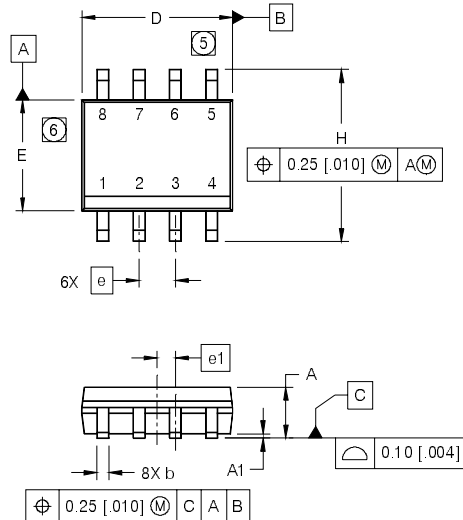 D
B
5
A
8 7 6 5
6
E
H
0.25 [.010] Ⓜ A Ⓜ
1 2 3 4
6X e
e1
A
C
A1
0.10 [.004]
8X b
0.25 [.010] Ⓜ C A B